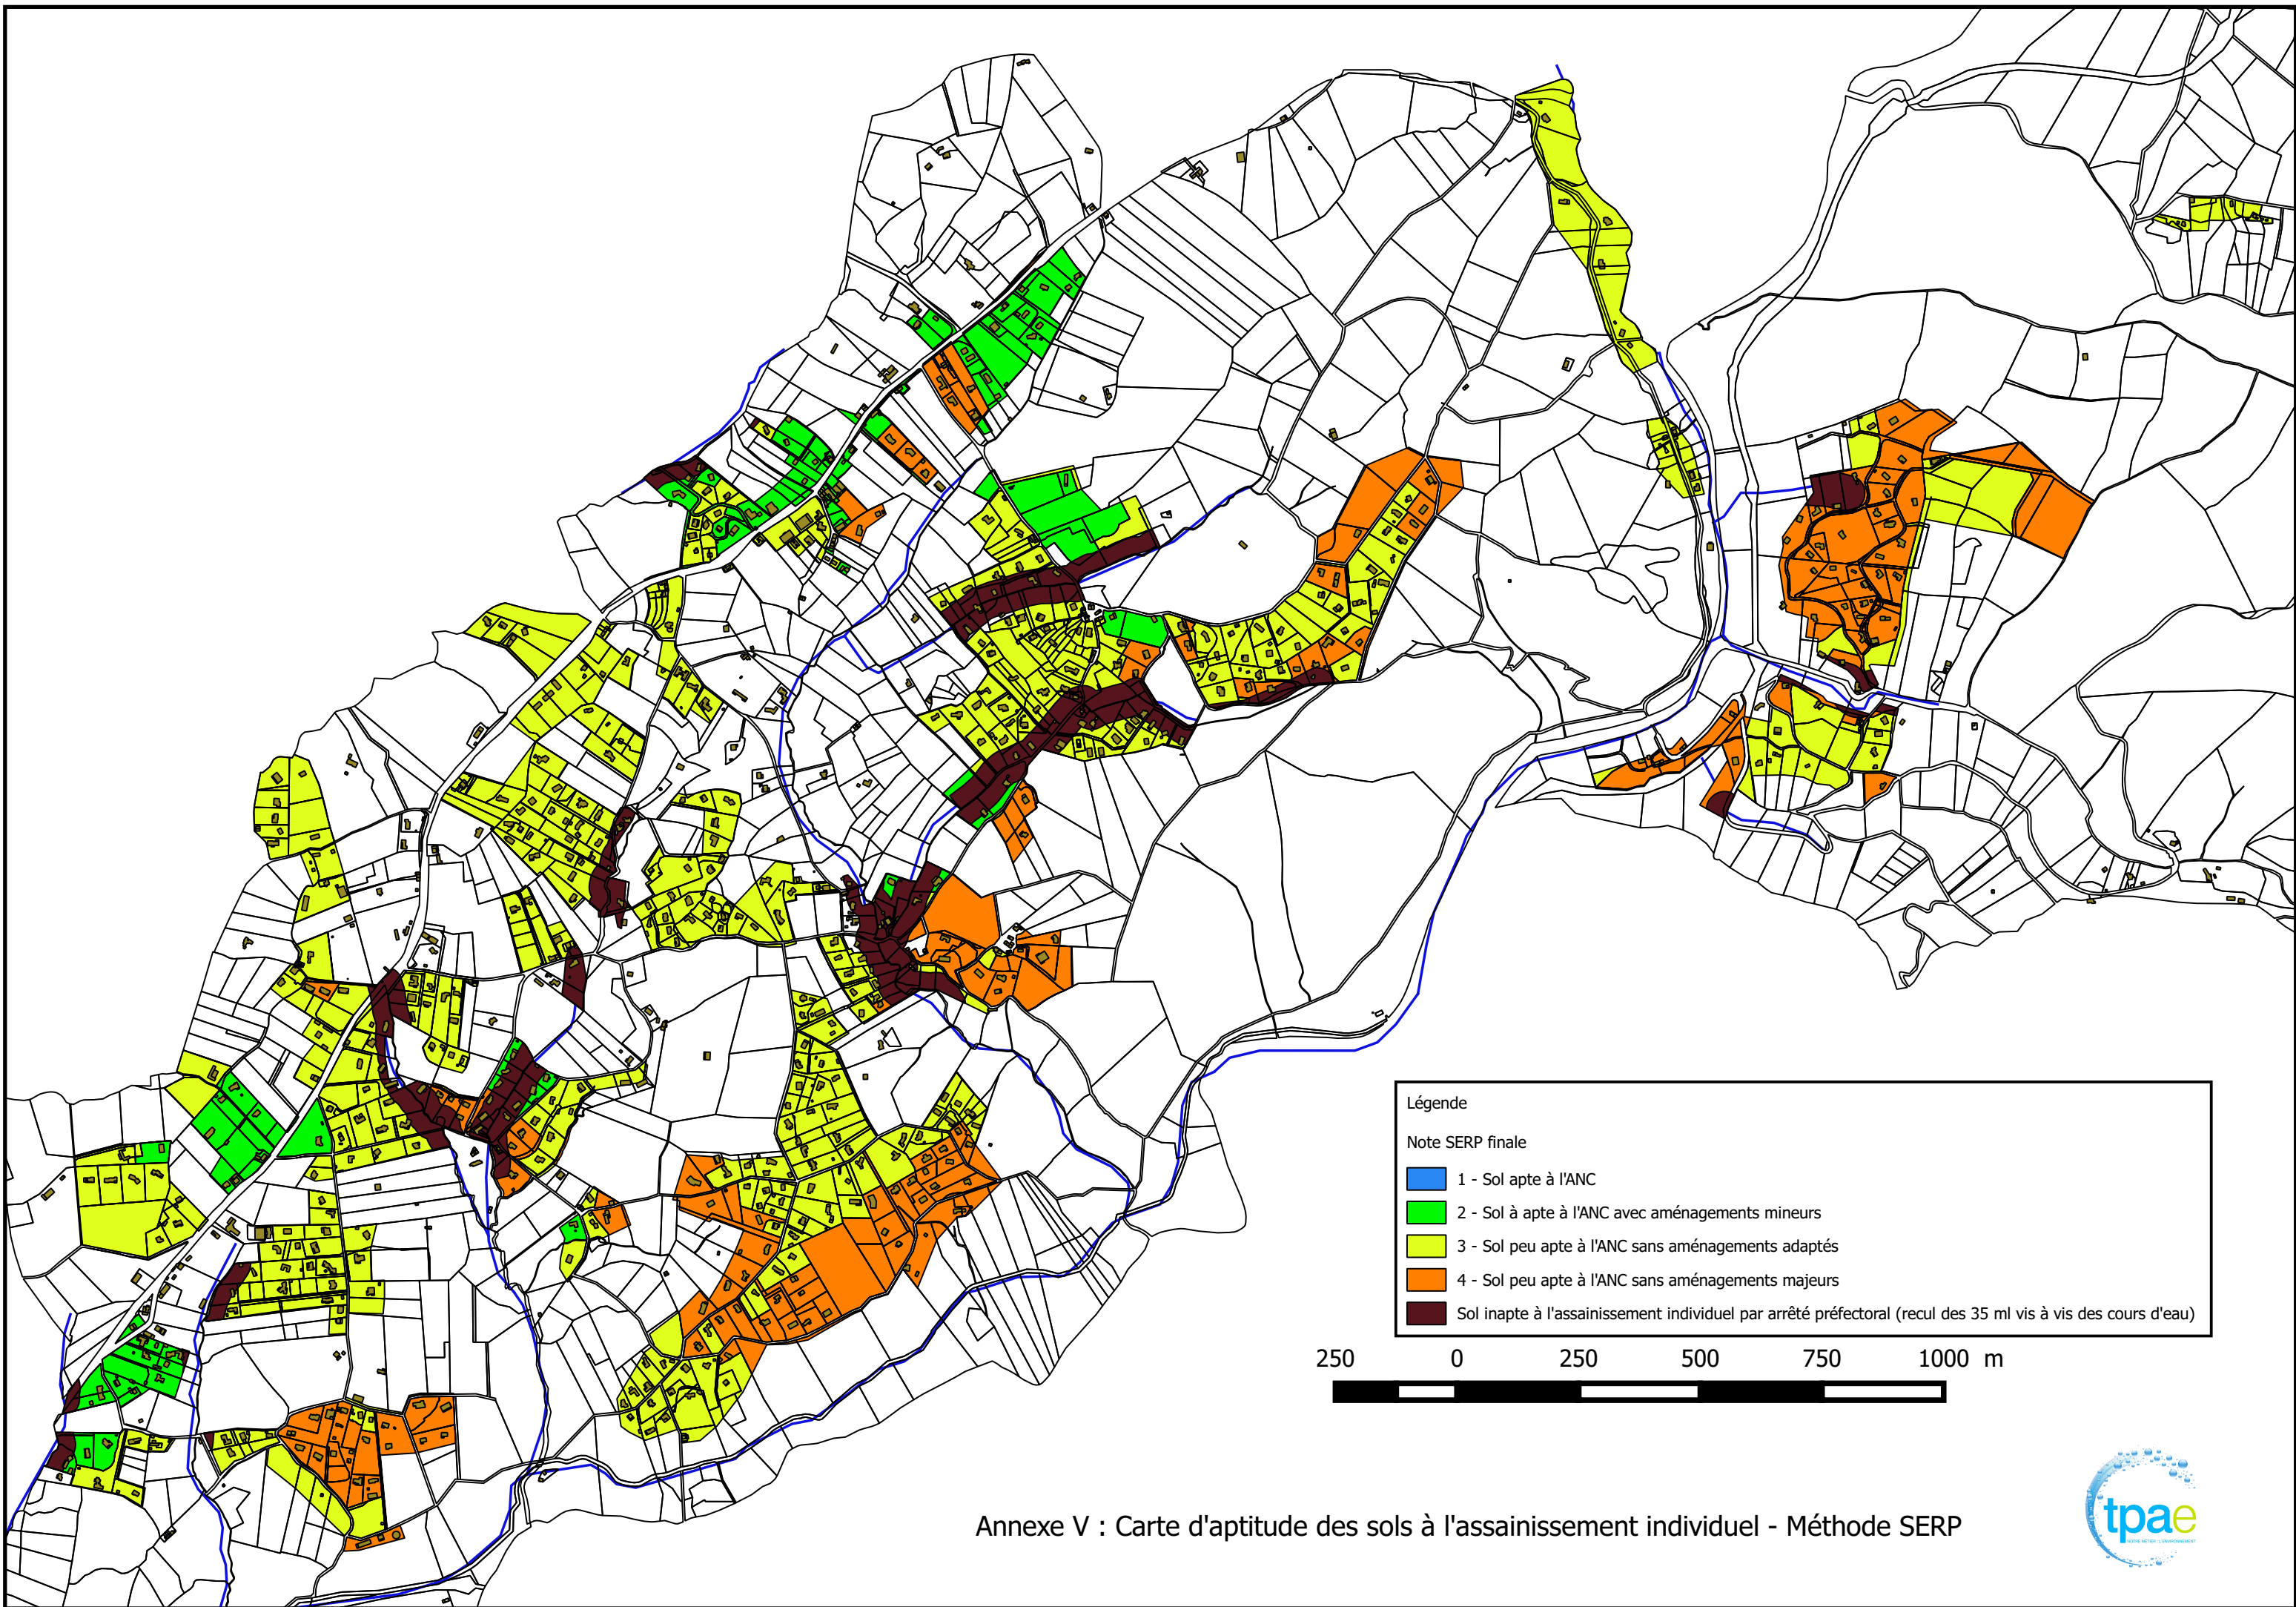 Légende
Note SERP finale
1 - Sol apte à l'ANC
2 - Sol à apte à l'ANC avec aménagements mineurs
3 - Sol peu apte à l'ANC sans aménagements adaptés
4 - Sol peu apte à l'ANC sans aménagements majeurs
Sol inapte à l'assainissement individuel par arrêté préfectoral (recul des 35 ml vis à vis des cours d'eau)
250 0 250 500 750 1000 m
Annexe V : Carte d'aptitude des sols à l'assainissement individuel - Méthode SERP
tpae
NOTRE MÉTIER : L'ENVIRONNEMENT